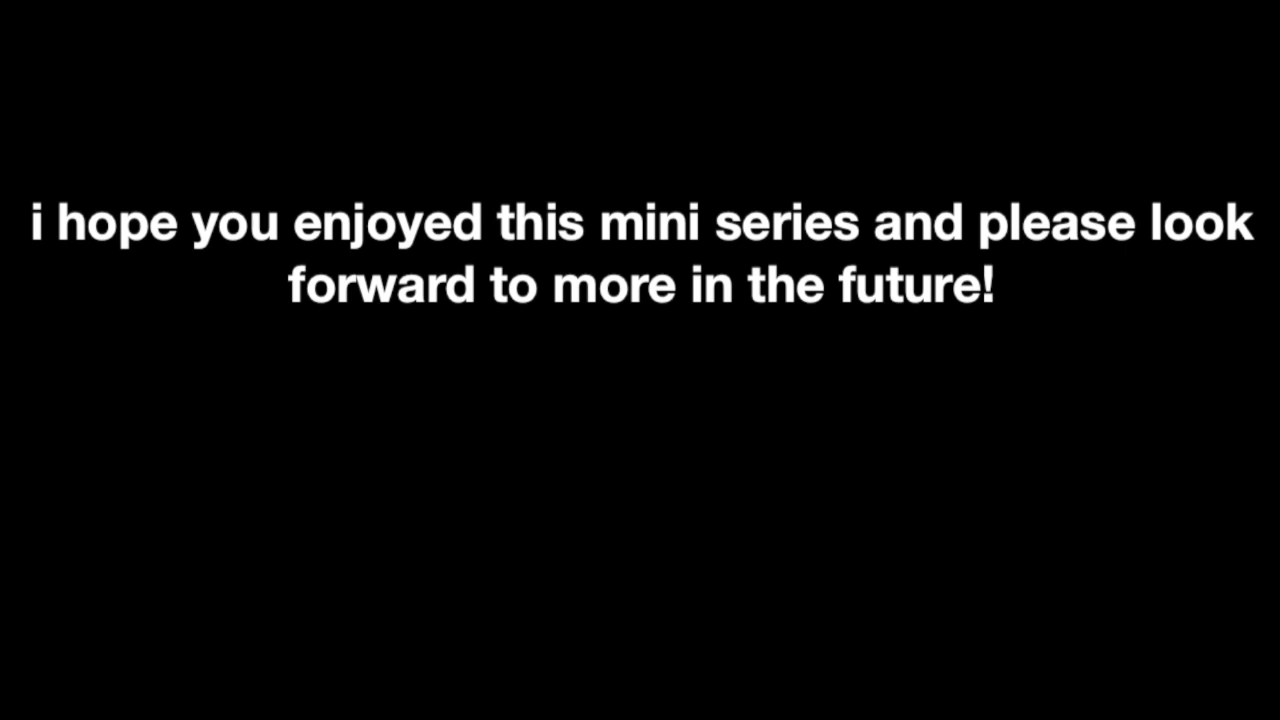 i hope you enjoyed this mini series and please look
forward to more in the future!